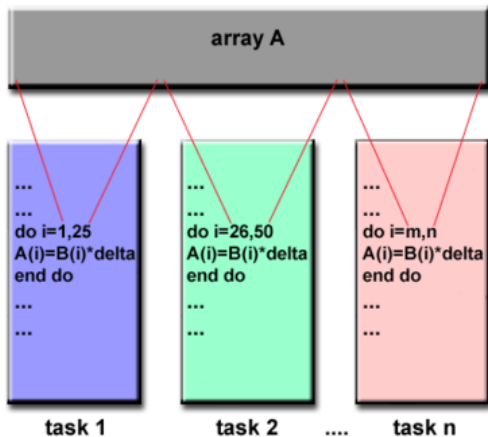 array A
...
...
do i=1,25
A(i)=B(i)*delta
end do
...
...
...
...
do i=26,50
A(i)=B(i)*delta
end do
...
...
...
...
do i=m,n
A(i)=B(i)*delta
end do
...
...
task 1
task 2
....
task n